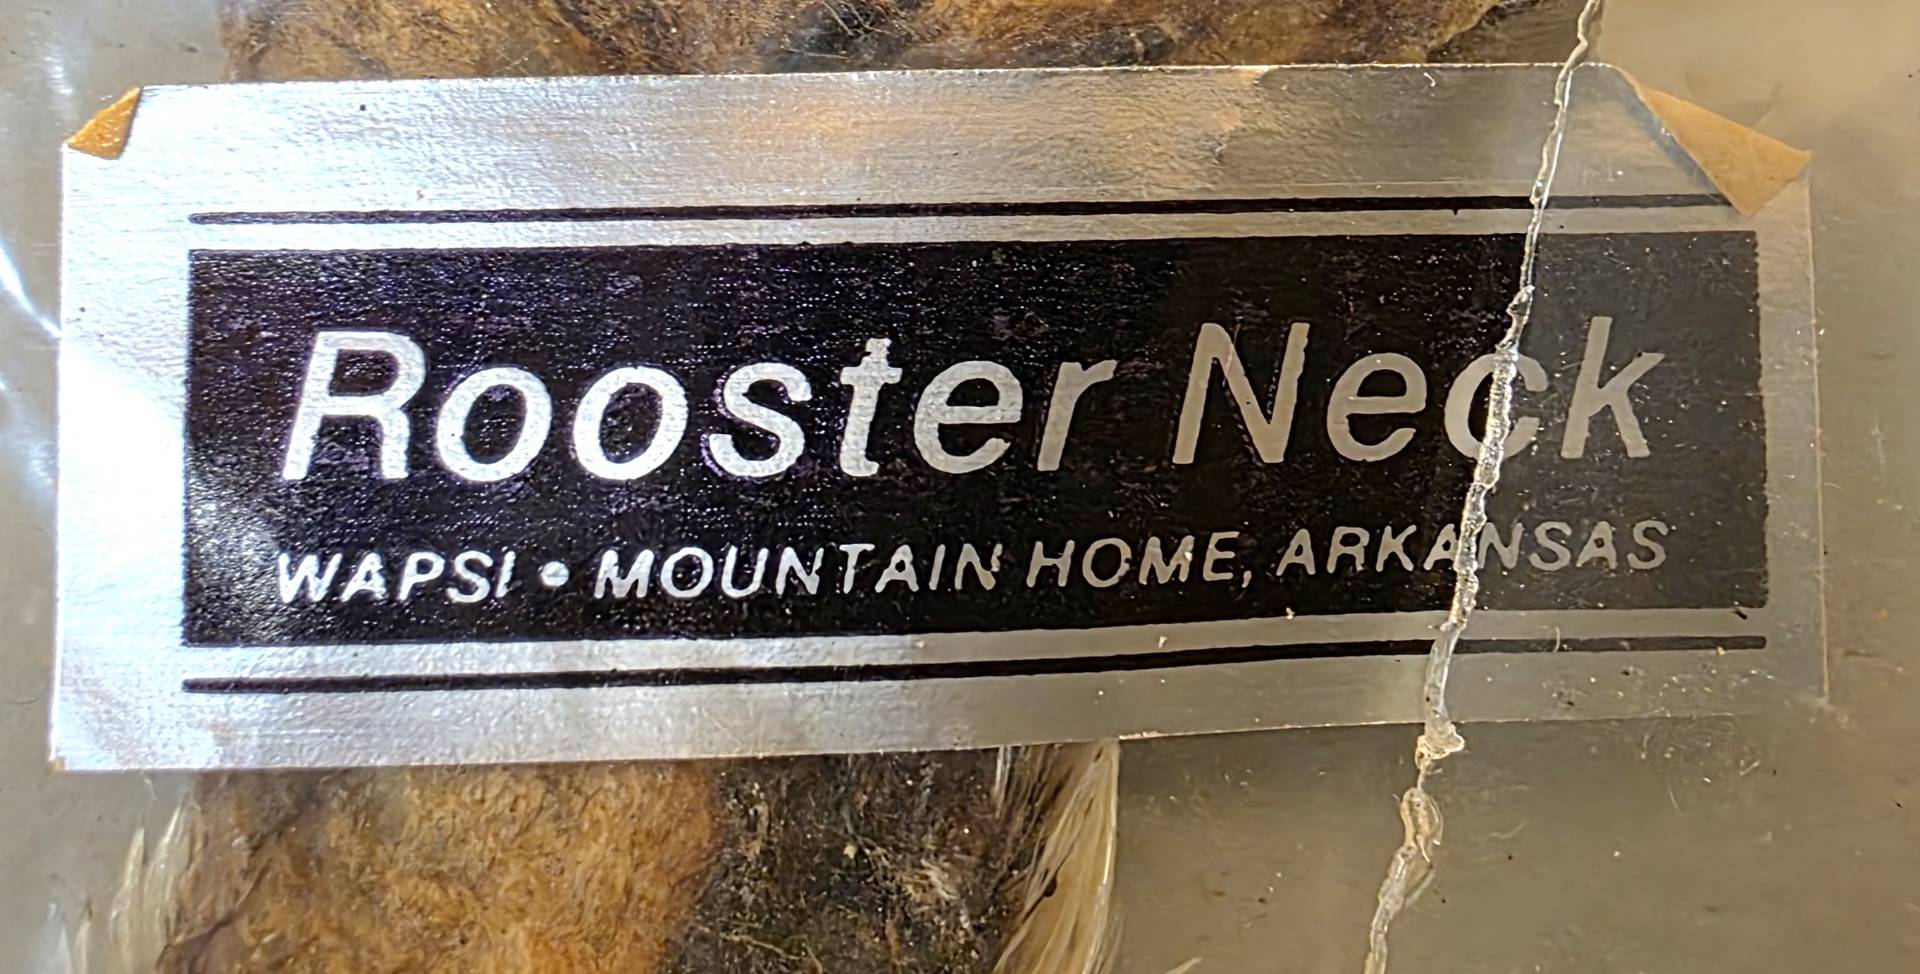 Rooster Neck
WAPSI • MOUNTAIN HOME, ARKANSAS